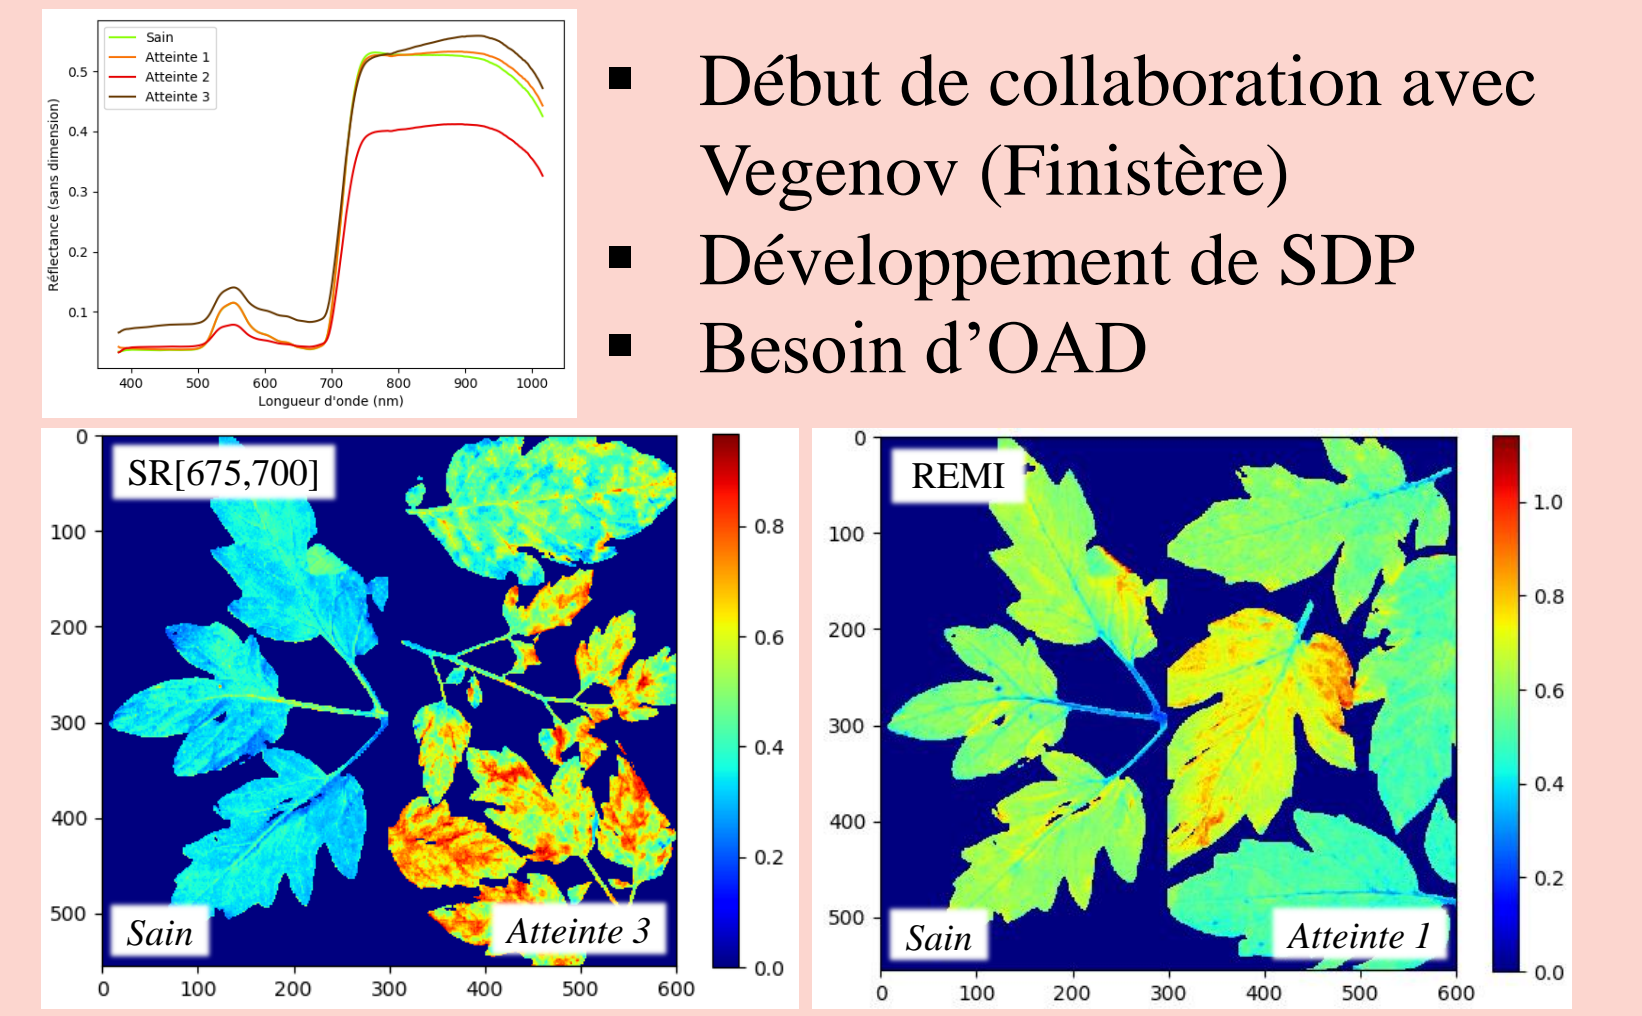 Sain
Atteinte 1
Atteinte 2
Atteinte 3
0.5
0.4
0.3
0.2
0.1
Réflectance (sans dimension)
400 500 600 700 800 900 1000
Longueur d'onde (nm)
▪ Début de collaboration avec
Vegenov (Finistère)
▪ Développement de SDP
▪ Besoin d’OAD
SR[675,700]
0
100
200
300
400
500
0 100 200 300 400 500 600
Sain
Atteinte 3
0.8
0.6
0.4
0.2
0.0
REMI
0
100
200
300
400
500
0 100 200 300 400 500 600
Sain
Atteinte 1
1.0
0.8
0.6
0.4
0.2
0.0